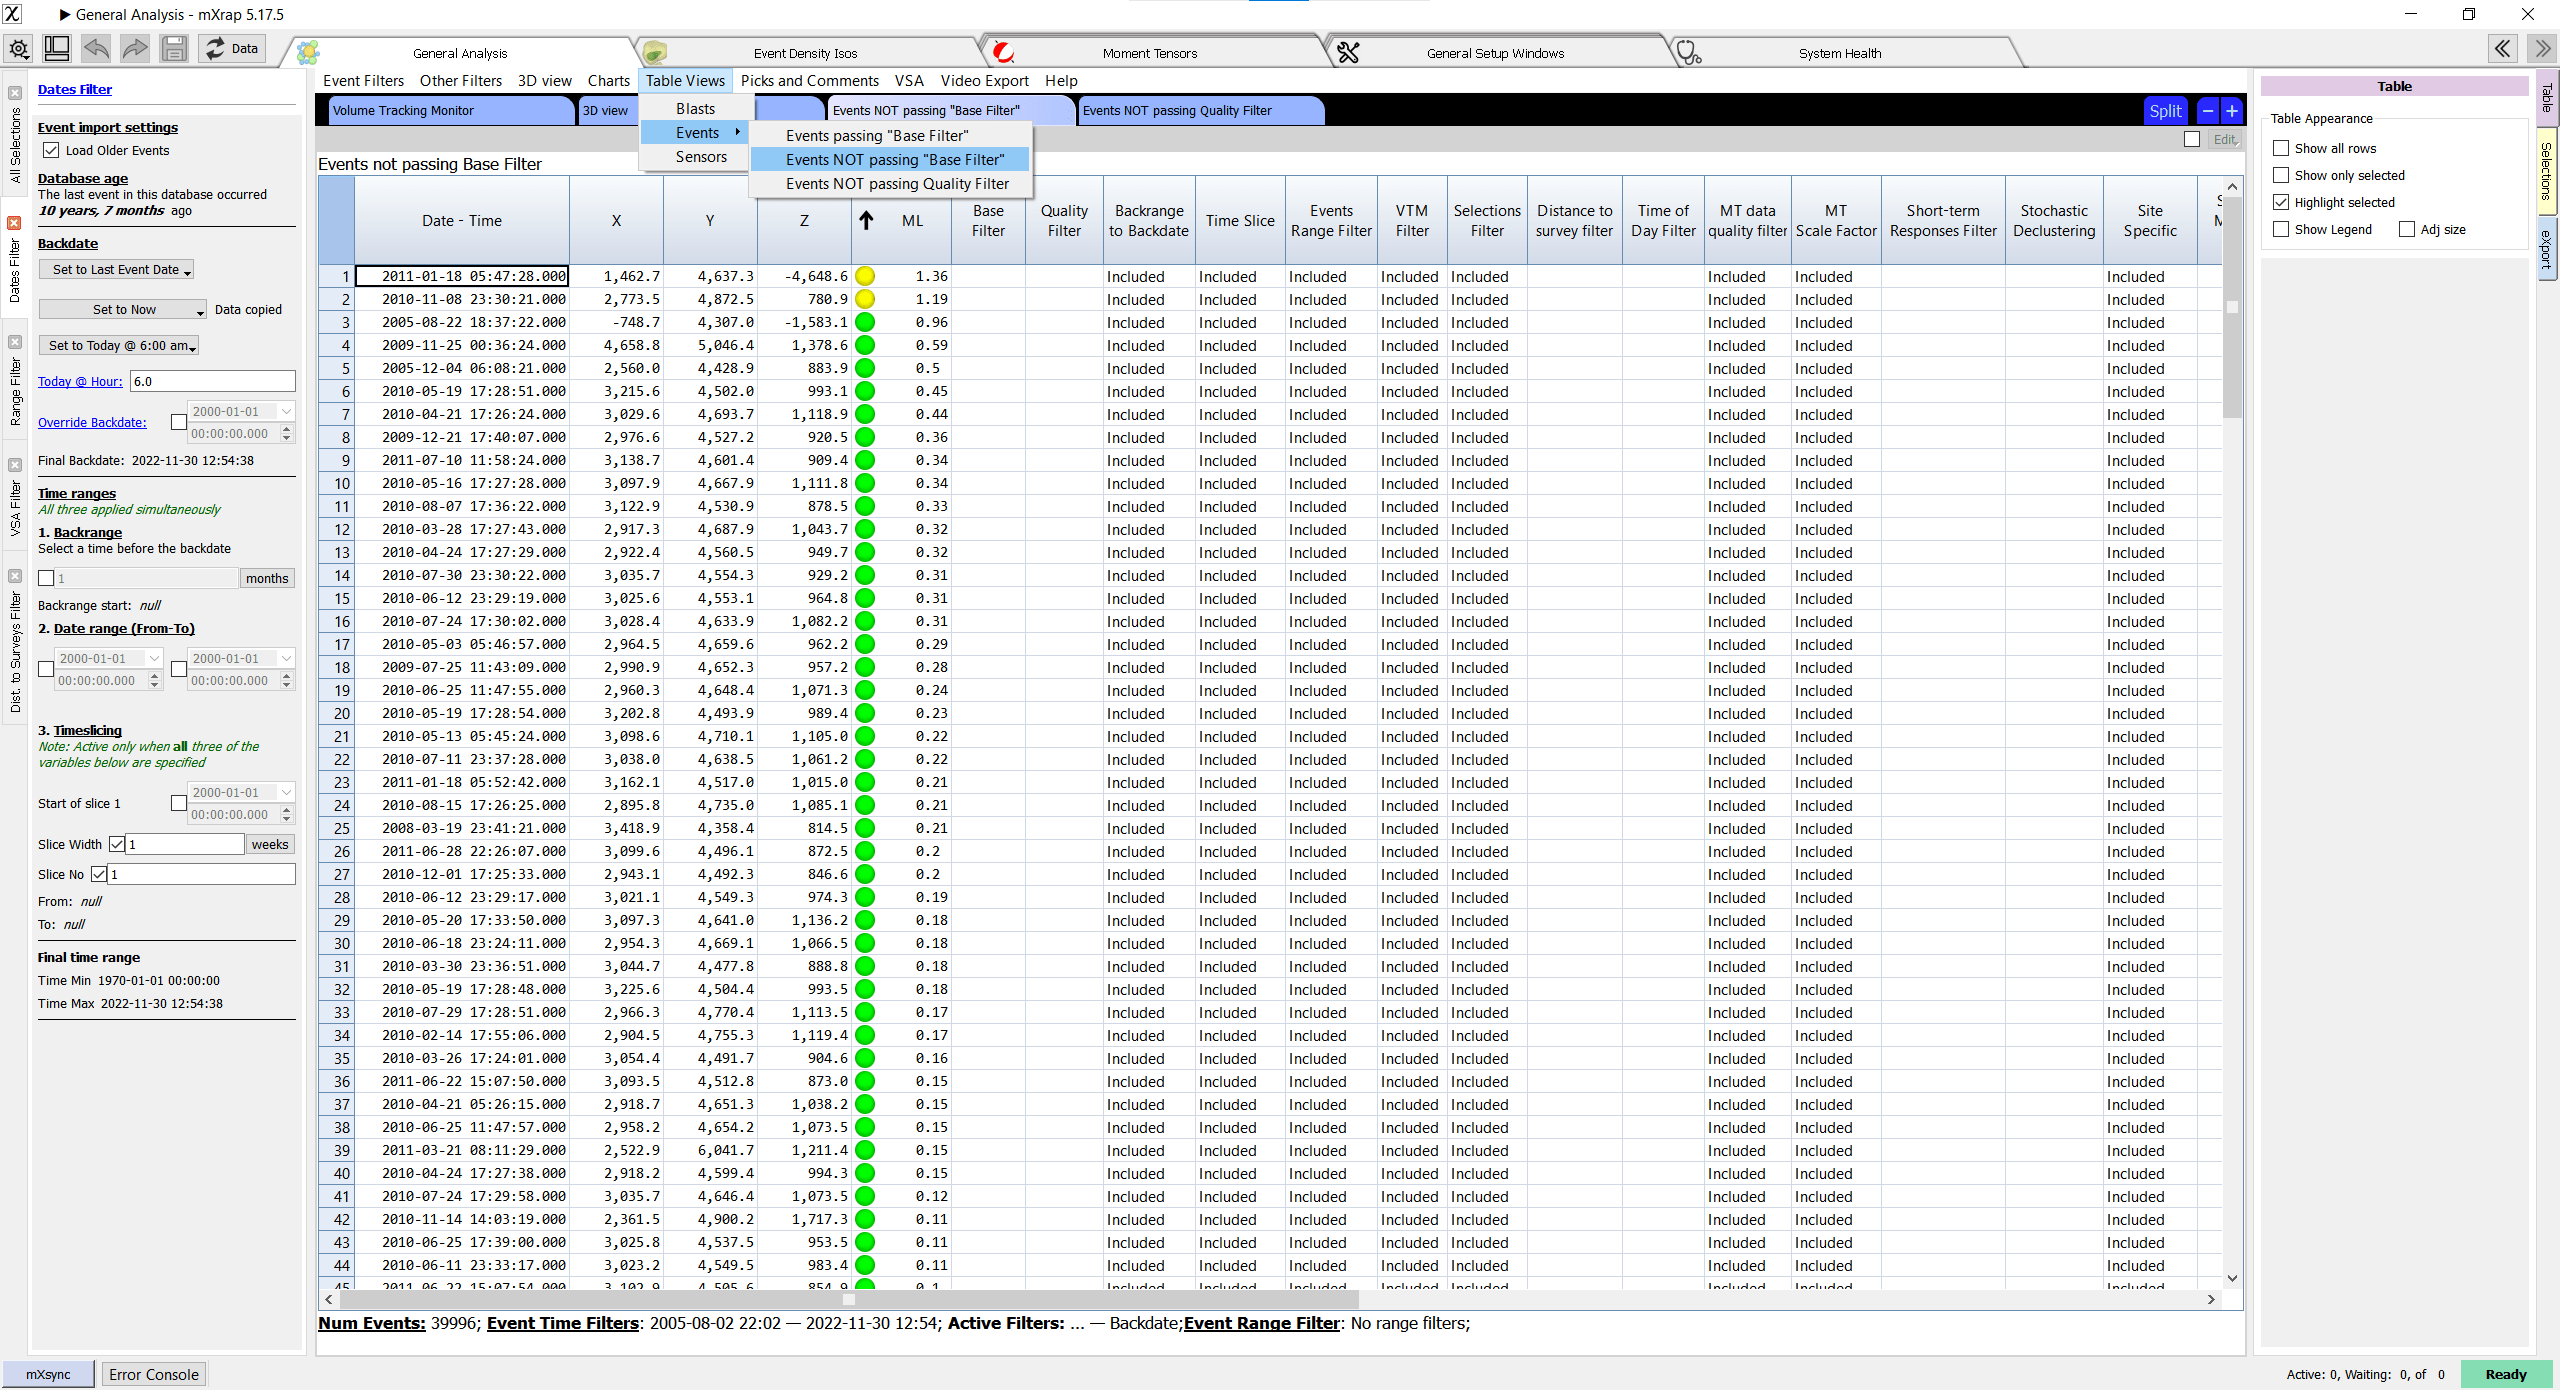 General Analysis - mXrap 5.17.5
Data
General Analysis
Event Density Isos
Moment Tensors
General Setup Windows
System Health
Event Filters Other Filters 3D view Charts Table Views Picks and Comments VSA Video Export Help
Volume Tracking Monitor
3D view
Events NOT passing "Base Filter"
Events NOT passing Quality Filter
Split
Blasts
Events
Sensors
Events passing "Base Filter"
Events NOT passing "Base Filter"
Events NOT passing Quality Filter
Edit
All Selections
Dates Filter
Range Filter
VSA Filter
Dist. to Surveys Filter
Dates Filter
Event import settings
Load Older Events
Database age
The last event in this database occurred
10 years, 7 months ago
Backdate
Set to Last Event Date
Set to Now Data copied
Set to Today @ 6:00 am
Today @ Hour: 6.0
Override Backdate: 2000-01-01
00:00:00.000
Final Backdate: 2022-11-30 12:54:38
Time ranges
All three applied simultaneously
1. Backrange
Select a time before the backdate
1 months
Backrange start: null
2. Date range (From-To)
2000-01-01 2000-01-01
00:00:00.000 00:00:00.000
3. Timeslicing
Note: Active only when all three of the
variables below are specified
Start of slice 1 2000-01-01
00:00:00.000
Slice Width 1 weeks
Slice No 1
From: null
To: null
Final time range
Time Min 1970-01-01 00:00:00
Time Max 2022-11-30 12:54:38
Events not passing Base Filter
Date - Time X Y Z ML Base Filter Quality Filter Backrange to Backdate Time Slice Events Range Filter VTM Filter Selections Filter Distance to survey filter Time of Day Filter MT data quality filter MT Scale Factor Short-term Responses Filter Stochastic Declustering Site Specific
1 2011-01-18 05:47:28.000 1,462.7 4,637.3 -4,648.6 1.36 Included Included Included Included Included Included Included Included
2 2010-11-08 23:30:21.000 2,773.5 4,872.5 780.9 1.19 Included Included Included Included Included Included Included Included
3 2005-08-22 18:37:22.000 -748.7 4,307.0 -1,583.1 0.96 Included Included Included Included Included Included Included Included
4 2009-11-25 00:36:24.000 4,658.8 5,046.4 1,378.6 0.59 Included Included Included Included Included Included Included Included
5 2005-12-04 06:08:21.000 2,560.0 4,428.9 883.9 0.5 Included Included Included Included Included Included Included Included
6 2010-05-19 17:28:51.000 3,215.6 4,502.0 993.1 0.45 Included Included Included Included Included Included Included Included
7 2010-04-21 17:26:24.000 3,029.6 4,693.7 1,118.9 0.44 Included Included Included Included Included Included Included Included
8 2009-12-21 17:40:07.000 2,976.6 4,527.2 920.5 0.36 Included Included Included Included Included Included Included Included
9 2011-07-10 11:58:24.000 3,138.7 4,601.4 909.4 0.34 Included Included Included Included Included Included Included Included
10 2010-05-16 17:27:28.000 3,097.9 4,667.9 1,111.8 0.34 Included Included Included Included Included Included Included Included
11 2010-08-07 17:36:22.000 3,122.9 4,530.9 878.5 0.33 Included Included Included Included Included Included Included Included
12 2010-03-28 17:27:43.000 2,917.3 4,687.9 1,043.7 0.32 Included Included Included Included Included Included Included Included
13 2010-04-24 17:27:29.000 2,922.4 4,560.5 949.7 0.32 Included Included Included Included Included Included Included Included
14 2010-07-30 23:30:22.000 3,035.7 4,554.3 929.2 0.31 Included Included Included Included Included Included Included Included
15 2010-06-12 23:29:19.000 3,025.6 4,553.1 964.8 0.31 Included Included Included Included Included Included Included Included
16 2010-07-24 17:30:02.000 3,028.4 4,633.9 1,082.2 0.31 Included Included Included Included Included Included Included Included
17 2010-05-03 05:46:57.000 2,964.5 4,659.6 962.2 0.29 Included Included Included Included Included Included Included Included
18 2009-07-25 11:43:09.000 2,990.9 4,652.3 957.2 0.28 Included Included Included Included Included Included Included Included
19 2010-06-25 11:47:55.000 2,960.3 4,648.4 1,071.3 0.24 Included Included Included Included Included Included Included Included
20 2010-05-19 17:28:54.000 3,202.8 4,493.9 989.4 0.23 Included Included Included Included Included Included Included Included
21 2010-05-13 05:45:24.000 3,098.6 4,710.1 1,105.0 0.22 Included Included Included Included Included Included Included Included
22 2010-07-11 23:37:28.000 3,038.0 4,638.5 1,061.2 0.22 Included Included Included Included Included Included Included Included
23 2011-01-18 05:52:42.000 3,162.1 4,517.0 1,015.0 0.21 Included Included Included Included Included Included Included Included
24 2010-08-15 17:26:25.000 2,895.8 4,735.0 1,085.1 0.21 Included Included Included Included Included Included Included Included
25 2008-03-19 23:41:21.000 3,418.9 4,358.4 814.5 0.21 Included Included Included Included Included Included Included Included
26 2011-06-28 22:26:07.000 3,099.6 4,496.1 872.5 0.2 Included Included Included Included Included Included Included Included
27 2010-12-01 17:25:33.000 2,943.1 4,492.3 846.6 0.2 Included Included Included Included Included Included Included Included
28 2010-06-12 23:29:17.000 3,021.1 4,549.3 974.3 0.19 Included Included Included Included Included Included Included Included
29 2010-05-20 17:33:50.000 3,097.3 4,641.0 1,136.2 0.18 Included Included Included Included Included Included Included Included
30 2010-06-18 23:24:11.000 2,954.3 4,669.1 1,066.5 0.18 Included Included Included Included Included Included Included Included
31 2010-03-30 23:36:51.000 3,044.7 4,477.8 888.8 0.18 Included Included Included Included Included Included Included Included
32 2010-05-19 17:28:48.000 3,225.6 4,504.4 993.5 0.18 Included Included Included Included Included Included Included Included
33 2010-07-29 17:28:51.000 2,966.3 4,770.4 1,113.5 0.17 Included Included Included Included Included Included Included Included
34 2010-02-14 17:55:06.000 2,904.5 4,755.3 1,119.4 0.17 Included Included Included Included Included Included Included Included
35 2010-03-26 17:24:01.000 3,054.4 4,491.7 904.6 0.16 Included Included Included Included Included Included Included Included
36 2011-06-22 15:07:50.000 3,093.5 4,512.8 873.0 0.15 Included Included Included Included Included Included Included Included
37 2010-04-21 05:26:15.000 2,918.7 4,651.3 1,038.2 0.15 Included Included Included Included Included Included Included Included
38 2010-06-25 11:47:57.000 2,958.2 4,654.2 1,073.5 0.15 Included Included Included Included Included Included Included Included
39 2011-03-21 08:11:29.000 2,522.9 6,041.7 1,211.4 0.15 Included Included Included Included Included Included Included Included
40 2010-04-24 17:27:38.000 2,918.2 4,599.4 994.3 0.15 Included Included Included Included Included Included Included Included
41 2010-07-24 17:29:58.000 3,035.7 4,646.4 1,073.5 0.12 Included Included Included Included Included Included Included Included
42 2010-11-14 14:03:19.000 2,361.5 4,900.2 1,717.3 0.11 Included Included Included Included Included Included Included Included
43 2010-06-25 17:39:00.000 3,025.8 4,537.5 953.5 0.11 Included Included Included Included Included Included Included Included
44 2010-06-11 23:33:17.000 3,023.2 4,549.5 983.4 0.11 Included Included Included Included Included Included Included Included
45 2011-06-22 15:07:54.000 3,102.9 4,505.6 854.9 0.1 Included Included Included Included Included Included Included Included
Num Events: 39996; Event Time Filters: 2005-08-02 22:02 — 2022-11-30 12:54; Active Filters: ... — Backdate;Event Range Filter: No range filters;
Table
Table Appearance
Show all rows
Show only selected
Highlight selected
Show Legend Adj size
Table
Selections
eXport
mXsync Error Console
Active: 0, Waiting: 0, of 0 Ready